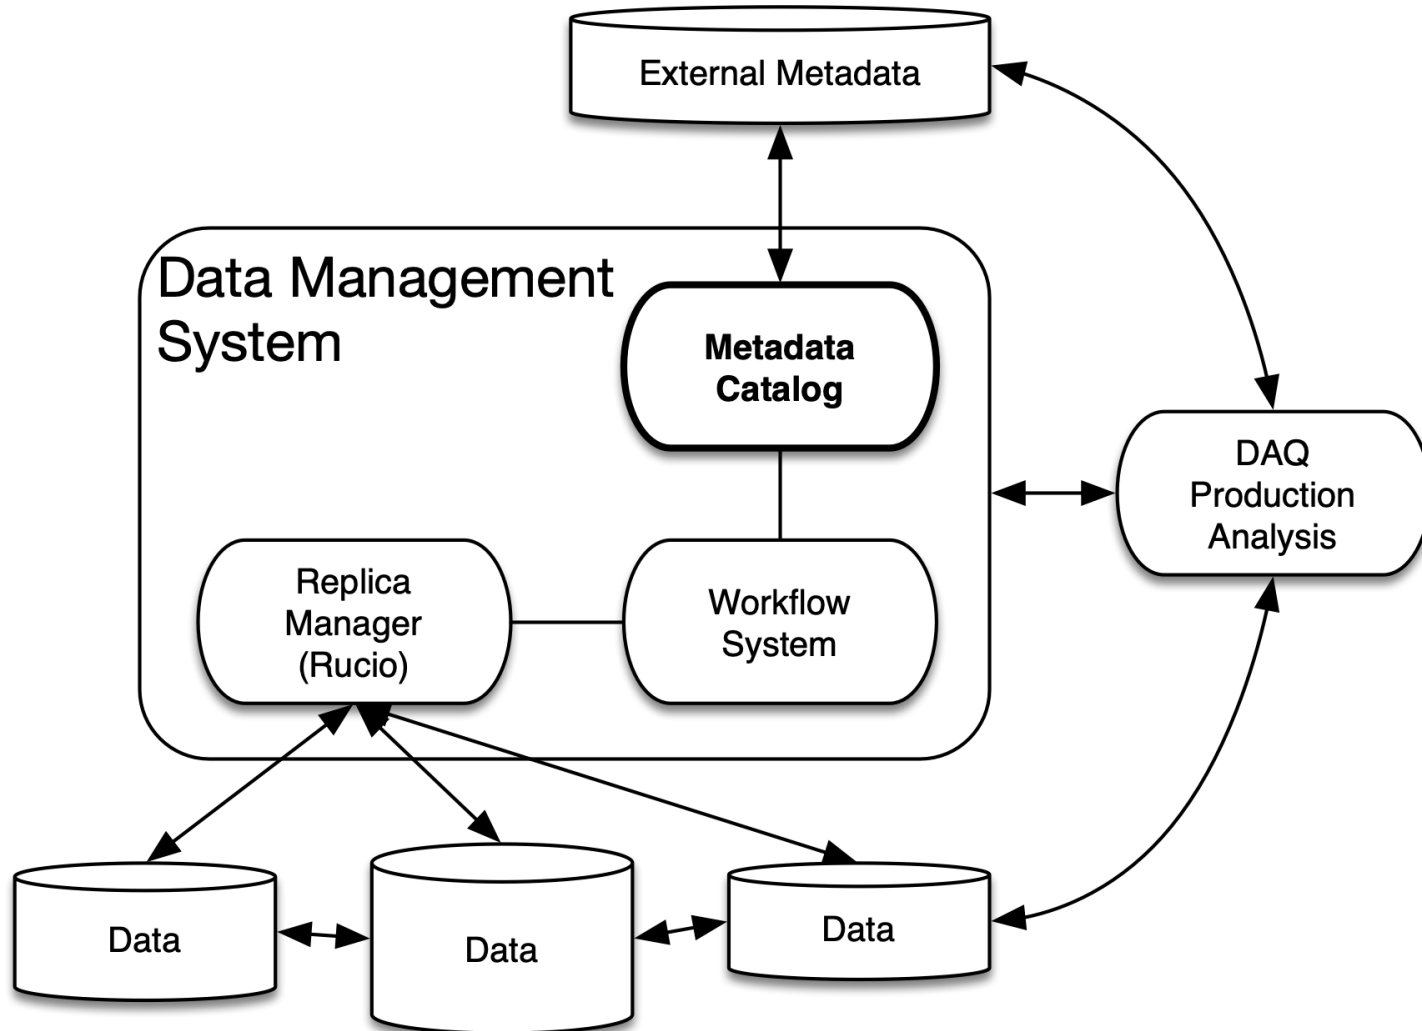 External Metadata
Data Management
System
Metadata
Catalog
DAQ
Production
Analysis
Replica
Manager
(Rucio)
Workflow
System
Data
Data
Data